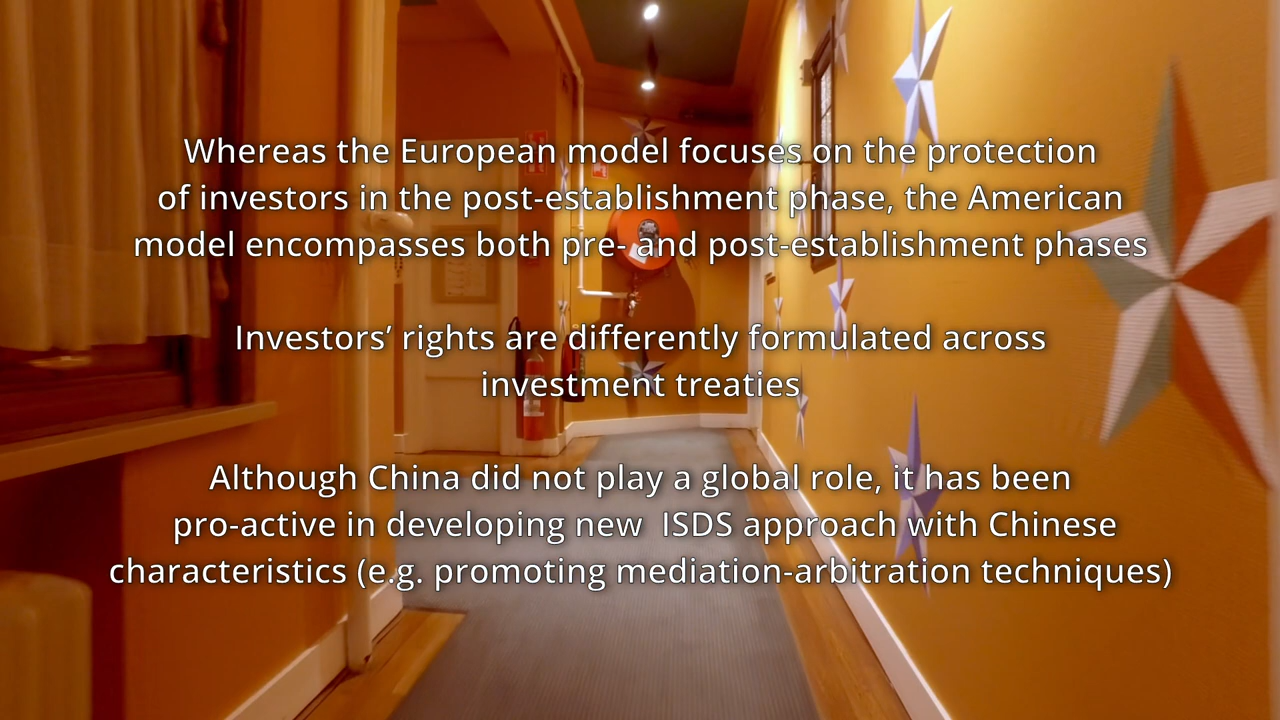 Whereas the European model focuses on the protection
of investors in the post-establishment phase, the American
model encompasses both pre- and post-establishment phases
Investors’ rights are differently formulated across
investment treaties
Although China did not play a global role, it has been
pro-active in developing new  ISDS approach with Chinese
characteristics (e.g. promoting mediation-arbitration techniques)